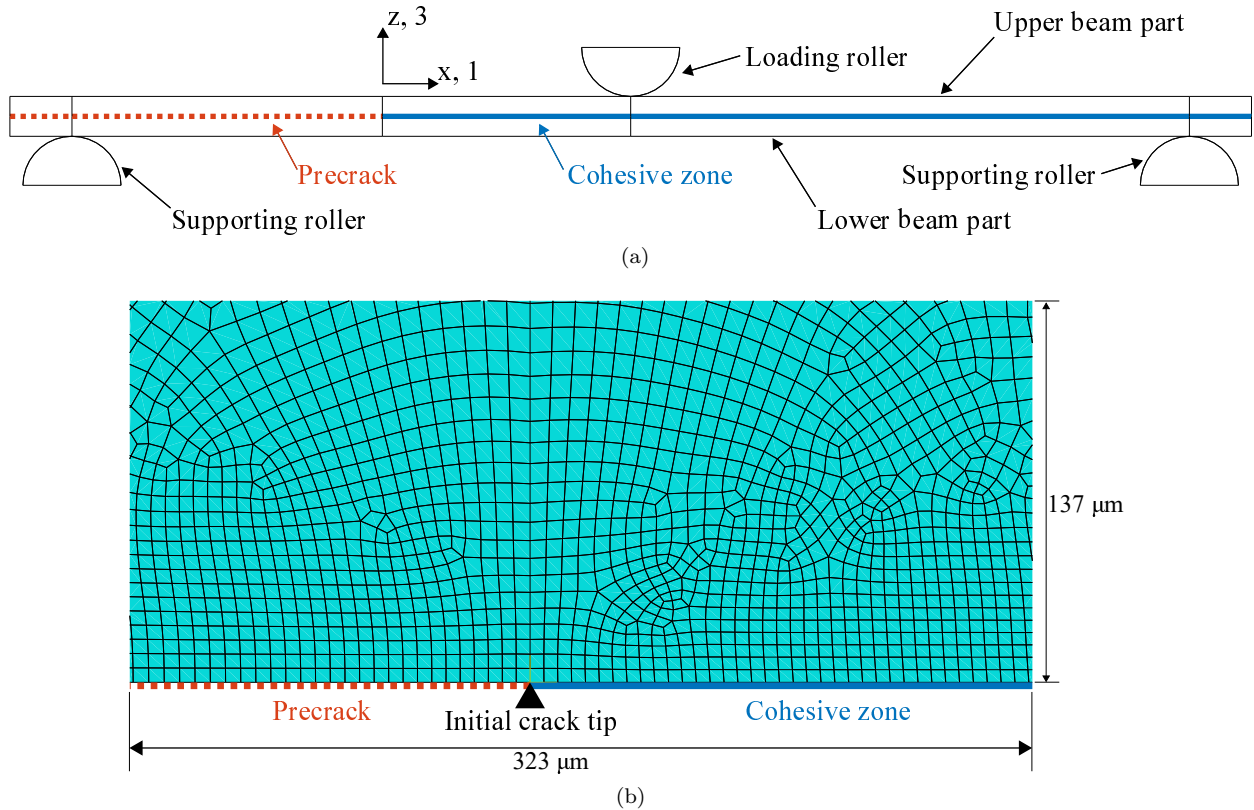 z, 3
Upper beam part
Loading roller
x, 1
Precrack
Cohesive zone
Supporting roller
Supporting roller
Lower beam part
(a)
137 μm
Precrack
Initial crack tip
Cohesive zone
323 μm
(b)